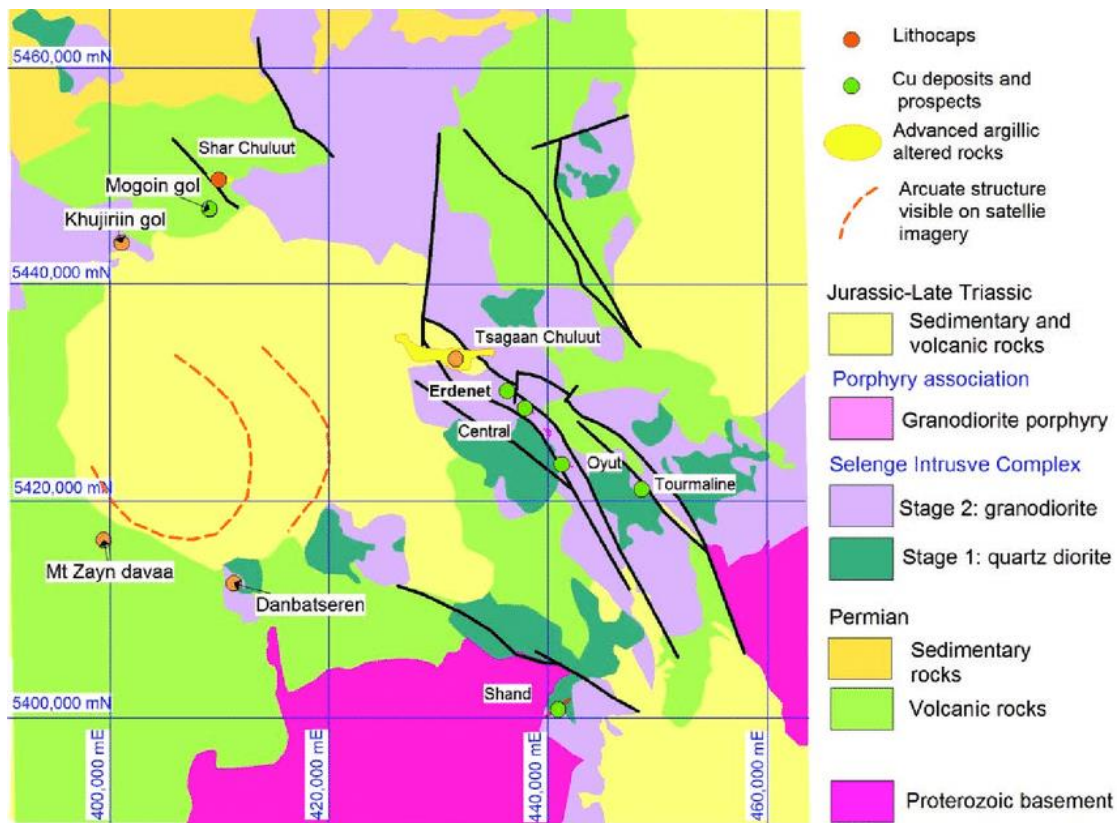 5460,000 mN
Shar Chuluut
Mogoin gol
Khujiriin gol
5440,000 mN
Tsagaan Chuluut
Erdenet
Central
Oyut
Tourmaline
5420,000 mN
Mt Zayn davaa
Danbatseren
Shand
5400,000 mN
400,000 mE
420,000 mE
440,000 mE
460,000 mE
Lithocaps
Cu deposits and
prospects
Advanced argillic
altered rocks
Arcuate structure
visible on satellie
imagery
Jurassic-Late Triassic
Sedimentary and
volcanic rocks
Porphyry association
Granodiorite porphyry
Selenge Intrusve Complex
Stage 2: granodiorite
Stage 1: quartz diorite
Permian
Sedimentary
rocks
Volcanic rocks
Proterozoic basement